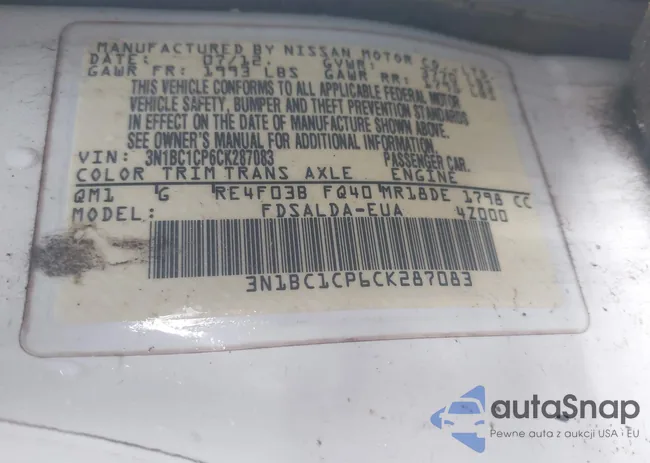 MANUFACTURED BY NISSAN MOTOR CO., LTD.
DATE: 07/12. GVWR:
GAWR FR: 1993 LBS GAWR RR: LBS
THIS VEHICLE CONFORMS TO ALL APPLICABLE FEDERAL MOTOR
VEHICLE SAFETY, BUMPER AND THEFT PREVENTION STANDARDS
IN EFFECT ON THE DATE OF MANUFACTURE SHOWN ABOVE.
SEE OWNER'S MANUAL FOR ADDITIONAL INFORMATION.
VIN: 3N1BC1CP6CK287083 PASSENGER CAR.
COLOR TRIM TRANS AXLE ENGINE
QM1 G RE4F03B FQ40 MR18DE 1798 CC
MODEL: FDSALDA-EUA 4Z000
3N1BC1CP6CK287083
autaSnap
Pewne auta z aukcji USA i EU